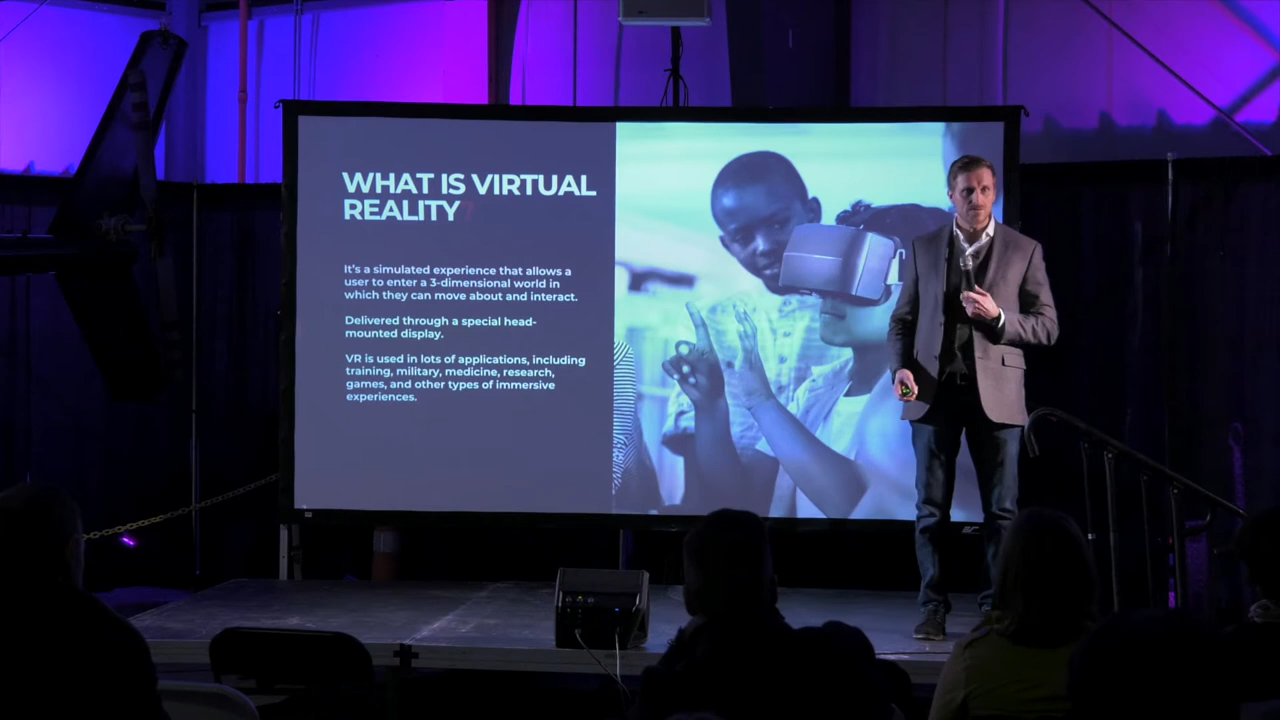 WHAT IS VIRTUAL
REALITY
It's a simulated experience that allows a
user to enter a 3-dimensional world in
which they can move about and interact.
Delivered through a special head-
mounted display.
VR is used in lots of applications, including
training, military, medicine, research,
games, and other types of immersive
experiences.